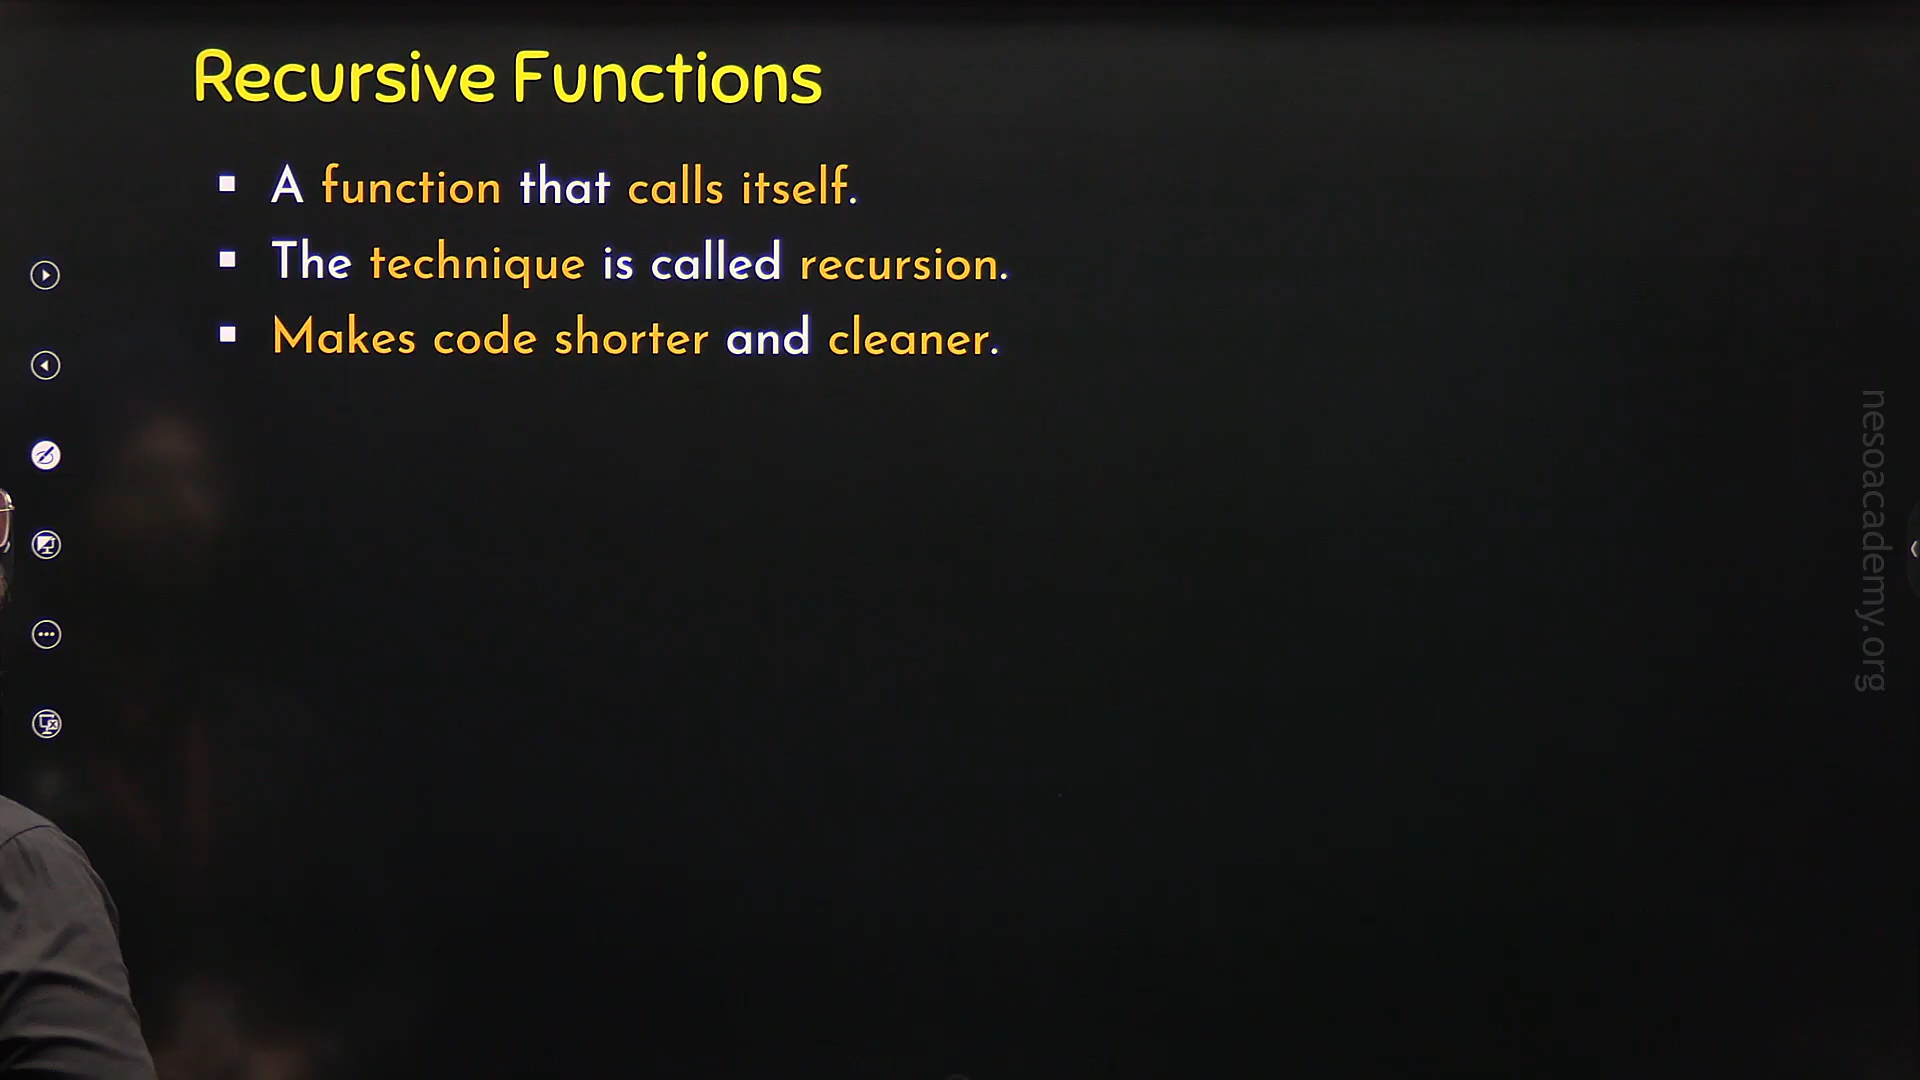 Recursive Functions
▪ A function that calls itself.
▪ The technique is called recursion.
▪ Makes code shorter and cleaner.
nesoacademy.org